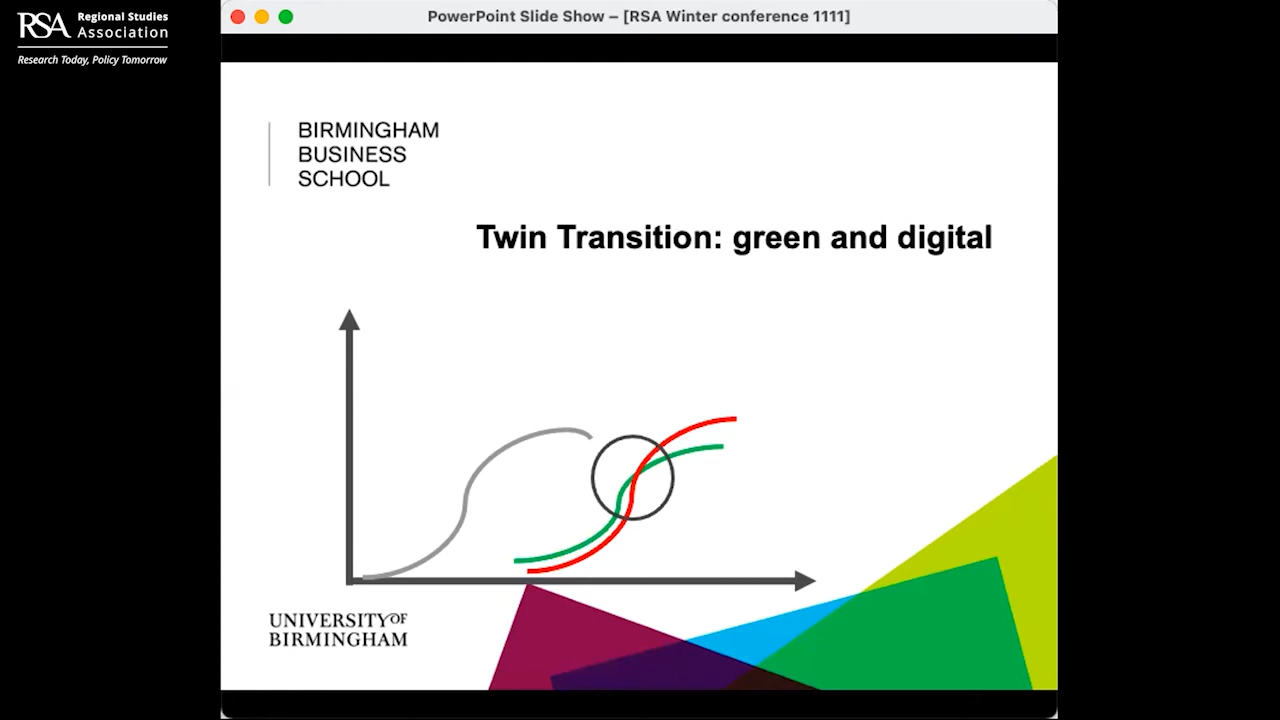 RSA Regional Studies
Association
Research Today, Policy Tomorrow
PowerPoint Slide Show – [RSA Winter conference 1111]
BIRMINGHAM
BUSINESS
SCHOOL
Twin Transition: green and digital
UNIVERSITY OF
BIRMINGHAM